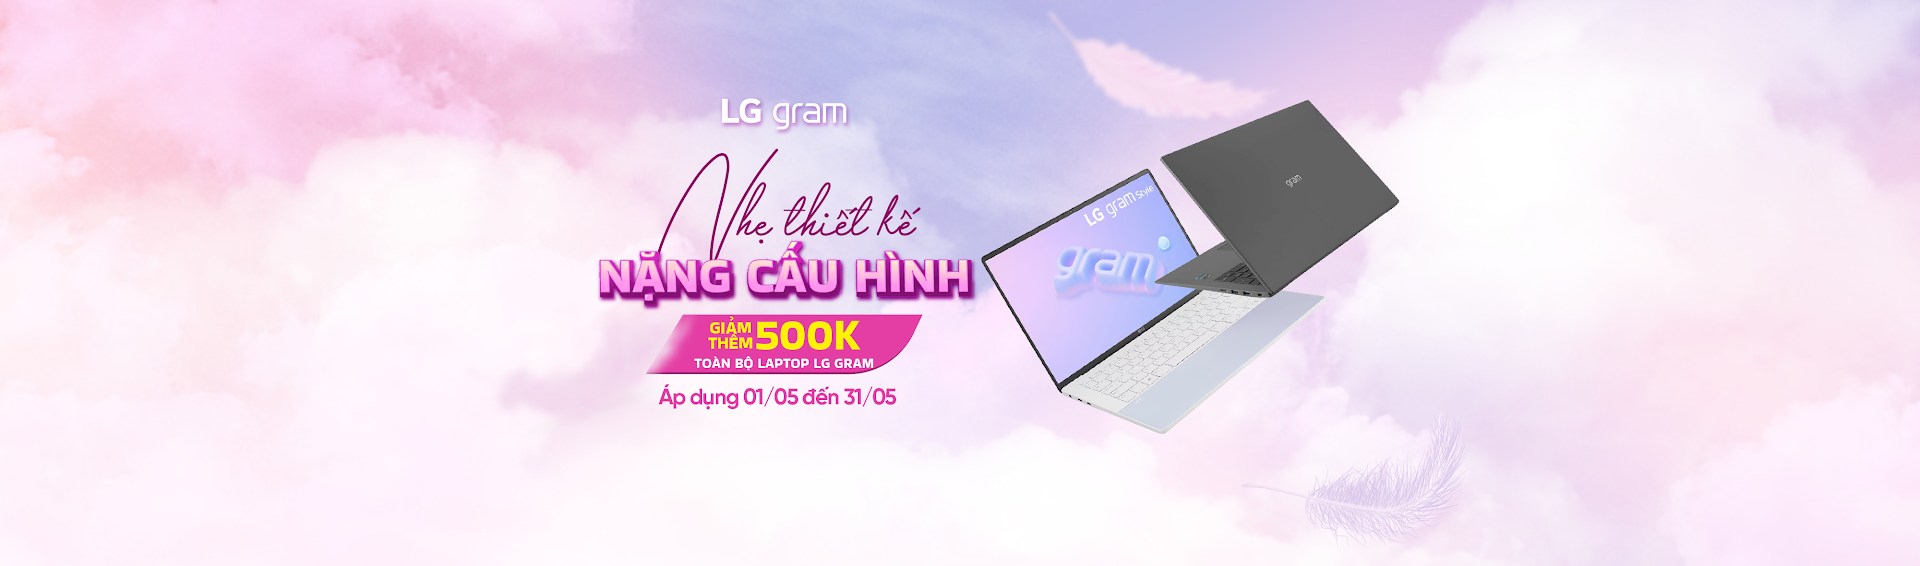 LG gram
Nhẹ thiết kế
NẶNG CẤU HÌNH
GIẢM THÊM 500K
TOÀN BỘ LAPTOP LG GRAM
Áp dụng 01/05 đến 31/05
LG gram Style
gram
gram